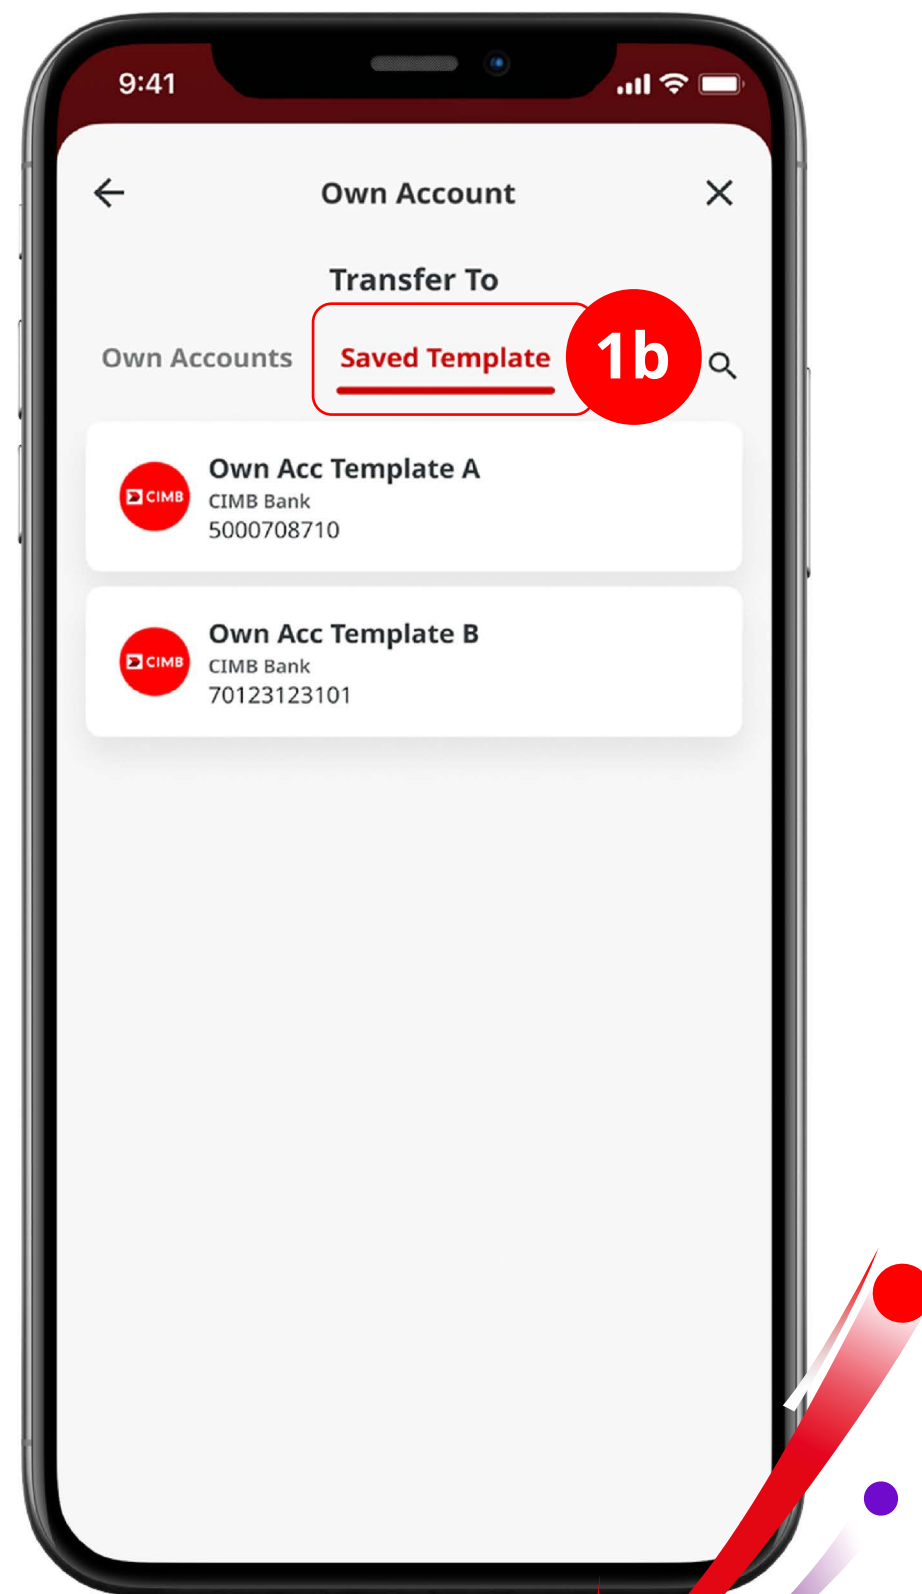 9:41
Own Account
Transfer To
Own Accounts Saved Template 1b
Own Acc Template A
CIMB CIMB Bank
5000708710
Own Acc Template B
CIMB CIMB Bank
70123123101